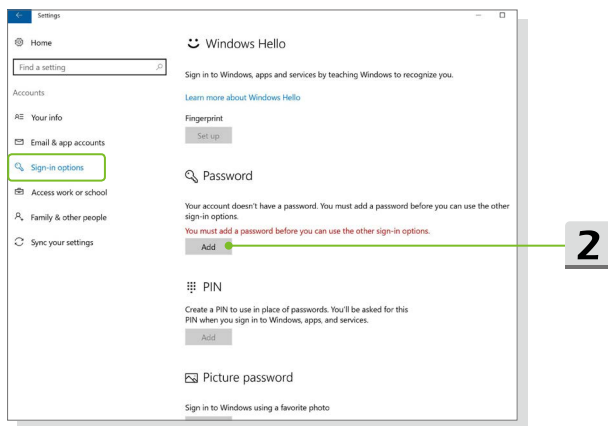 Settings
Home
Find a setting
Accounts
Your info
Email & app accounts
Sign-in options
Access work or school
Family & other people
Sync your settings
Windows Hello
Sign in to Windows, apps and services by teaching Windows to recognize you.
Learn more about Windows Hello
Fingerprint
Set up
Password
Your account doesn't have a password. You must add a password before you can use the other
sign-in options.
You must add a password before you can use the other sign-in options.
Add
2
PIN
Create a PIN to use in place of passwords. You'll be asked for this
PIN when you sign in to Windows, apps, and services.
Add
Picture password
Sign in to Windows using a favorite photo